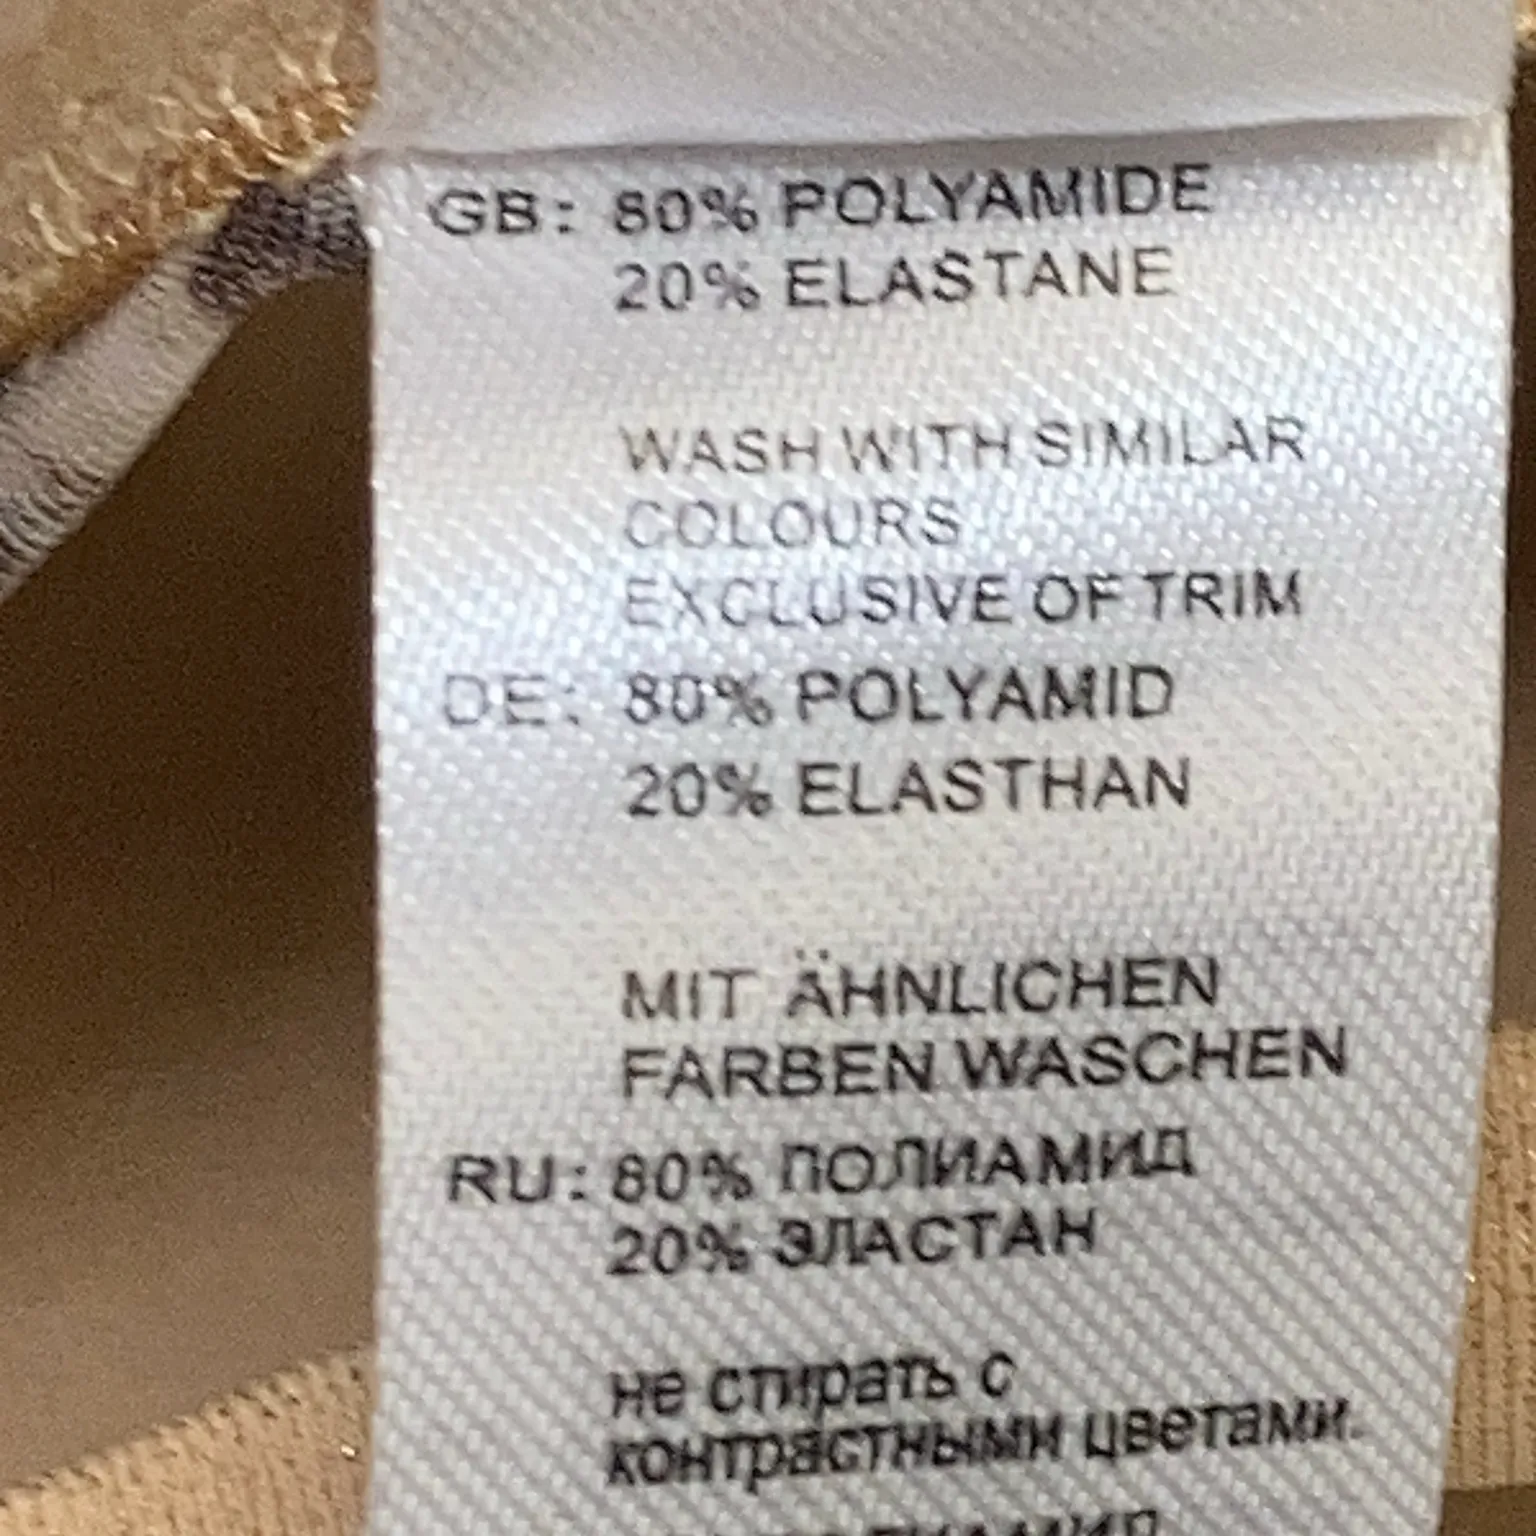 GB: 80% POLYAMIDE
20% ELASTANE
WASH WITH SIMILAR
COLOURS
EXCLUSIVE OF TRIM
DE: 80% POLYAMID
20% ELASTHAN
MIT ÄHNLICHEN
FARBEN WASCHEN
RU: 80% ПОЛИАМИД
20% ЭЛАСТАН
не стирать с
контрастными цветами.